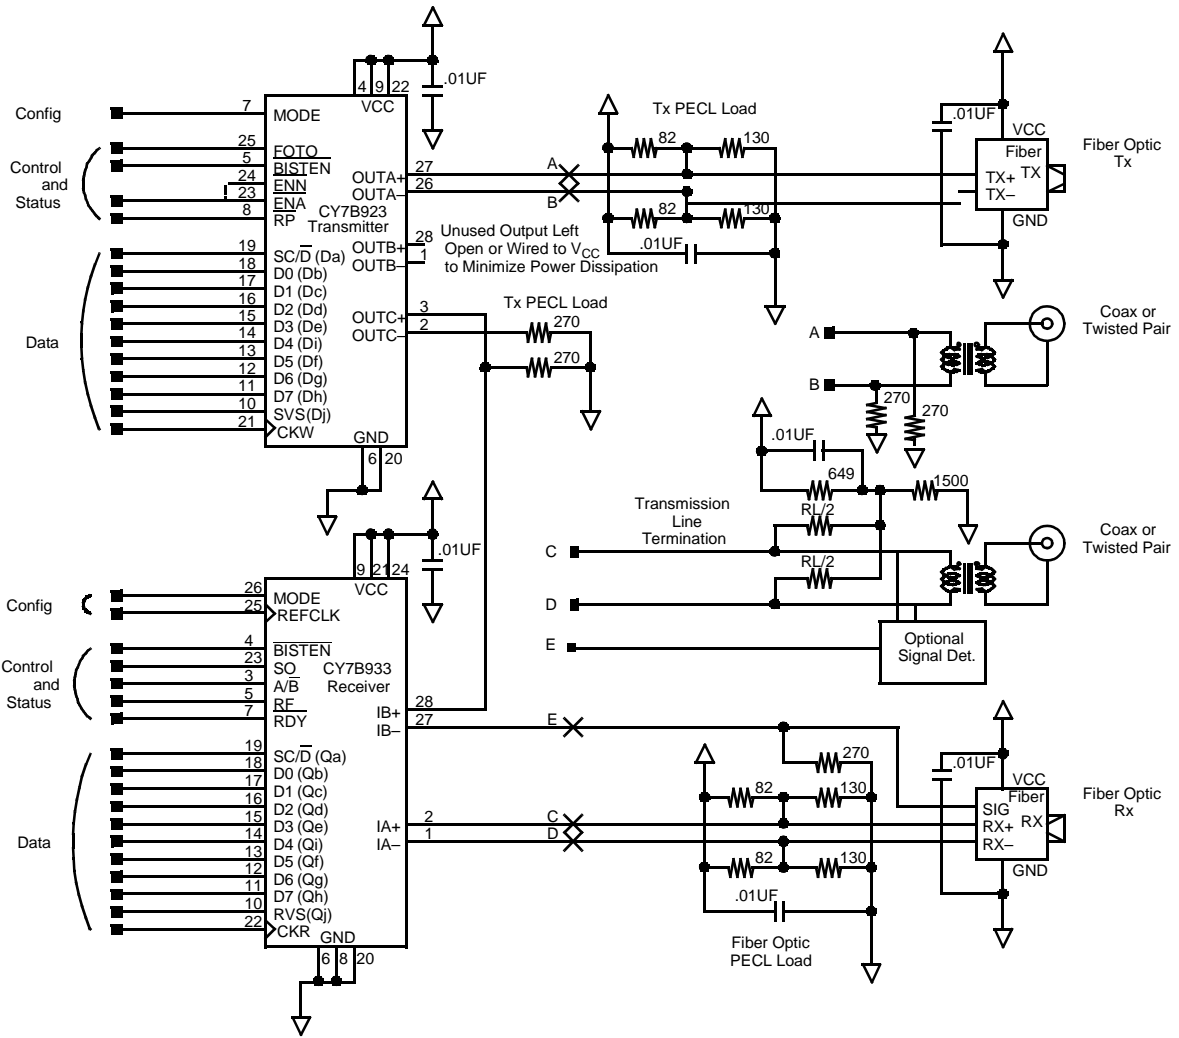 .01UF
4 9 22
VCC
Config
7
MODE
Control
and
Status
25
FOTO
5
BISTEN
24
ENN
23
ENA
8
RP
CY7B923
Transmitter
OUTA+
27
OUTA–
26
OUTB+
28
OUTB–
1
OUTC+
3
OUTC–
2
Data
19
SC/D (Da)
18
D0 (Db)
17
D1 (Dc)
16
D2 (Dd)
15
D3 (De)
14
D4 (Di)
13
D5 (Df)
12
D6 (Dg)
11
D7 (Dh)
10
SVS(Dj)
21
CKW
GND
6 20
A
B
Tx PECL Load
82
130
82
130
.01UF
Unused Output Left
Open or Wired to VCC
to Minimize Power Dissipation
Tx PECL Load
270
270
.01UF
VCC
Fiber
TX+ TX
TX–
GND
Fiber Optic
Tx
A
B
270
270
Coax or
Twisted Pair
.01UF
649
1500
RL/2
RL/2
Transmission
Line
Termination
C
D
E
Optional
Signal Det.
Coax or
Twisted Pair
.01UF
9 21 24
VCC
Config
26
MODE
25
REFCLK
Control
and
Status
4
BISTEN
23
SO
3
A/B
5
RF
7
RDY
CY7B933
Receiver
IB+
28
IB–
27
IA+
2
IA–
1
Data
19
SC/D (Qa)
18
D0 (Qb)
17
D1 (Qc)
16
D2 (Qd)
15
D3 (Qe)
14
D4 (Qi)
13
D5 (Qf)
12
D6 (Qg)
11
D7 (Qh)
10
RVS(Qj)
22
CKR
GND
6 8 20
E
C
D
270
82
130
82
130
.01UF
Fiber Optic
PECL Load
.01UF
VCC
Fiber
SIG
RX+ RX
RX–
GND
Fiber Optic
Rx